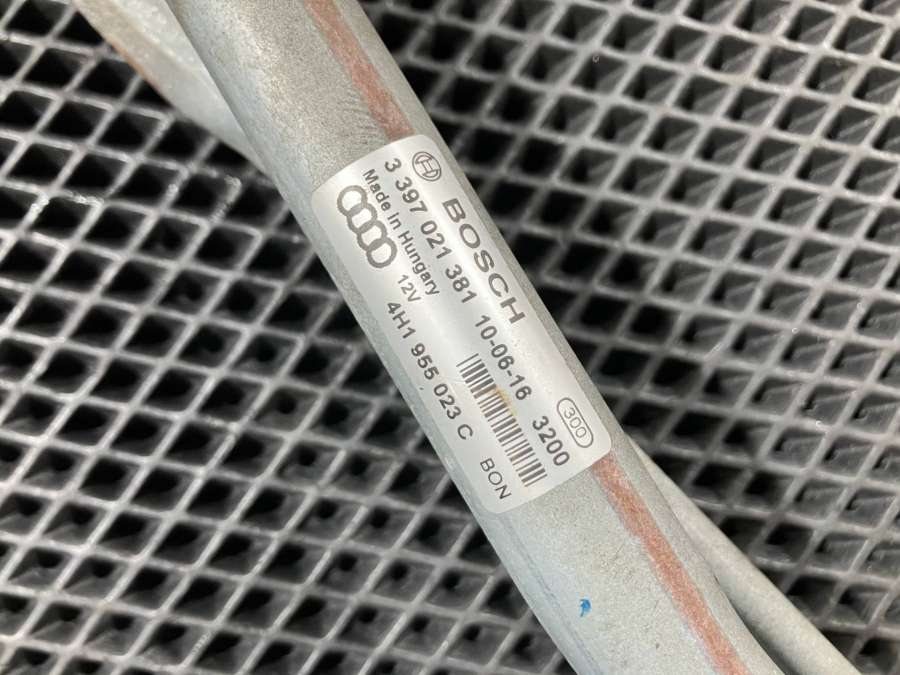 BOSCH
3 397 021 381 10-06-16 3200
Made in Hungary
300
12V
4H1 955 023 C
BON